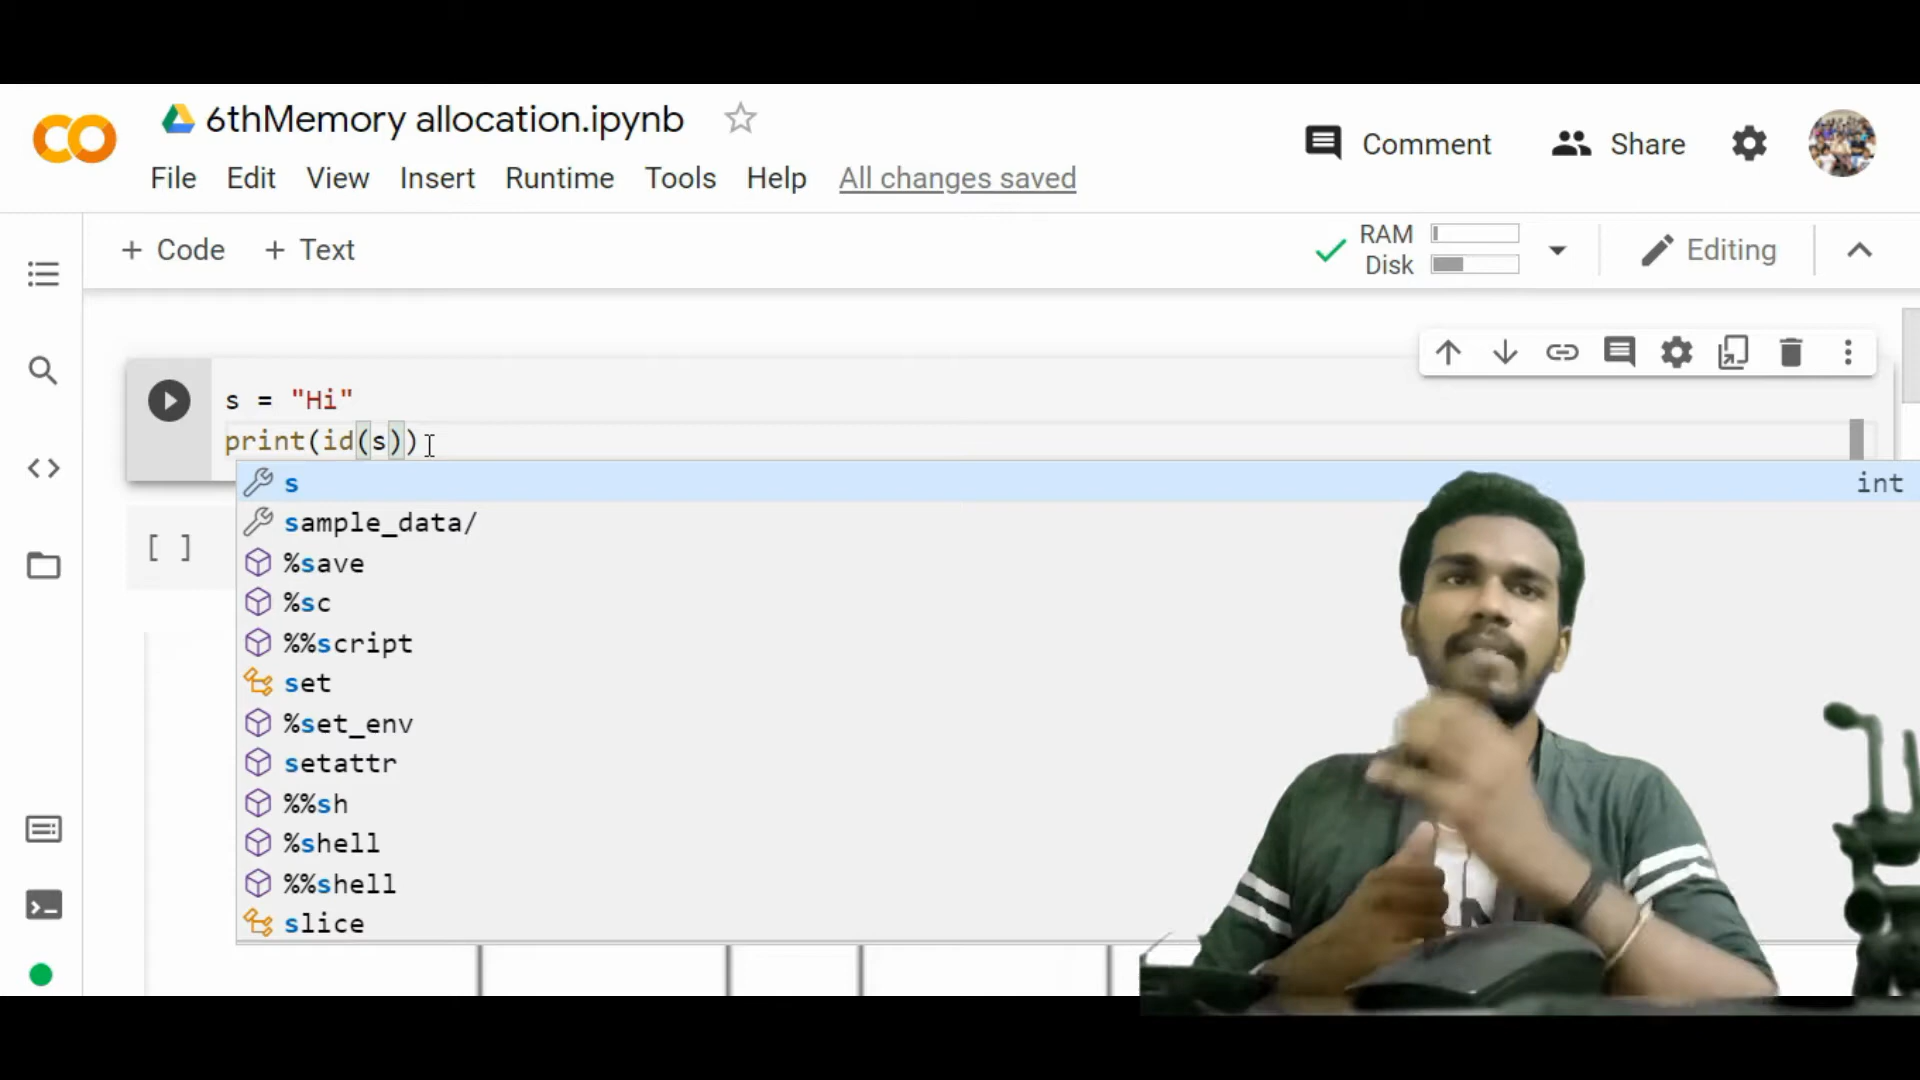 6thMemory allocation.ipynb
Comment
Share
File Edit View Insert Runtime Tools Help All changes saved
+ Code + Text
RAM
Disk
Editing
s = "Hi"
print(id(s))
s int
sample_data/
%save
%sc
%%script
set
%set_env
setattr
%%sh
%shell
%%shell
slice
[ ]